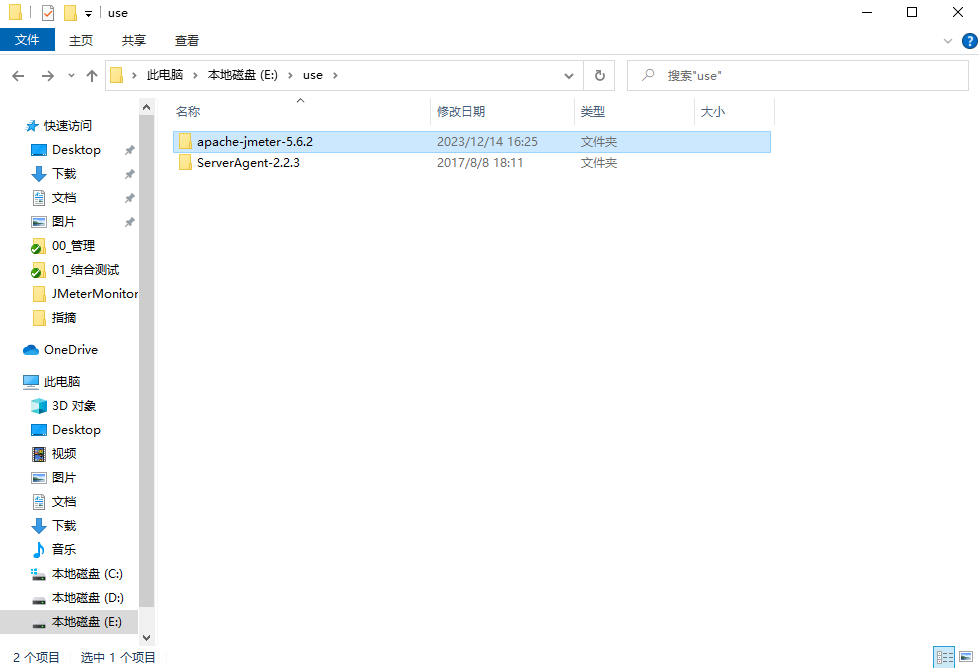 use
文件 主页 共享 查看
此电脑 本地磁盘 (E:) use 搜索"use"
名称 修改日期 类型 大小
apache-jmeter-5.6.2 2023/12/14 16:25 文件夹
ServerAgent-2.2.3 2017/8/8 18:11 文件夹
快速访问
Desktop
下载
文档
图片
00_管理
01_结合测试
JMeterMonitor
指摘
OneDrive
此电脑
3D 对象
Desktop
视频
图片
文档
下载
音乐
本地磁盘 (C:)
本地磁盘 (D:)
本地磁盘 (E:)
2 个项目 选中 1 个项目